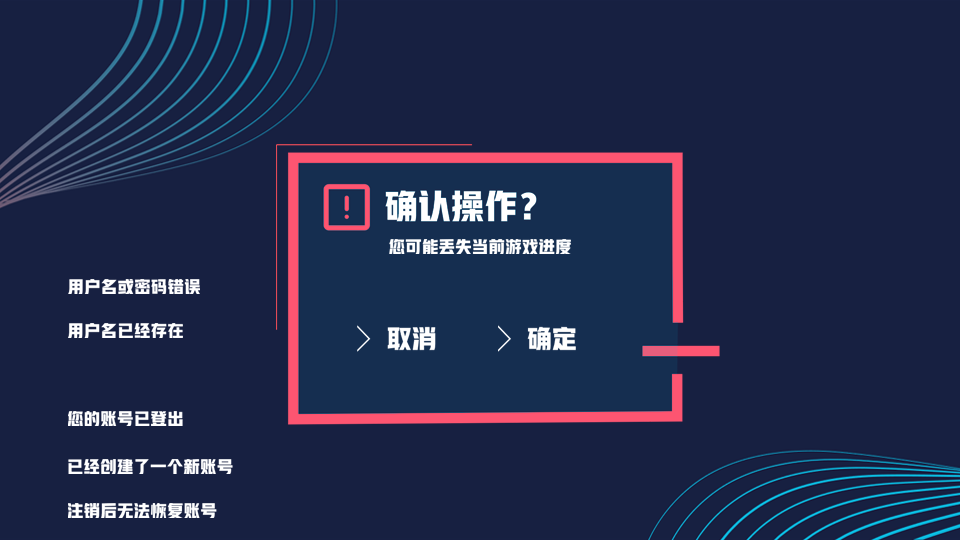 确认操作？
您可能丢失当前游戏进度
取消
确定
用户名或密码错误
用户名已经存在
您的账号已登出
已经创建了一个新账号
注销后无法恢复账号